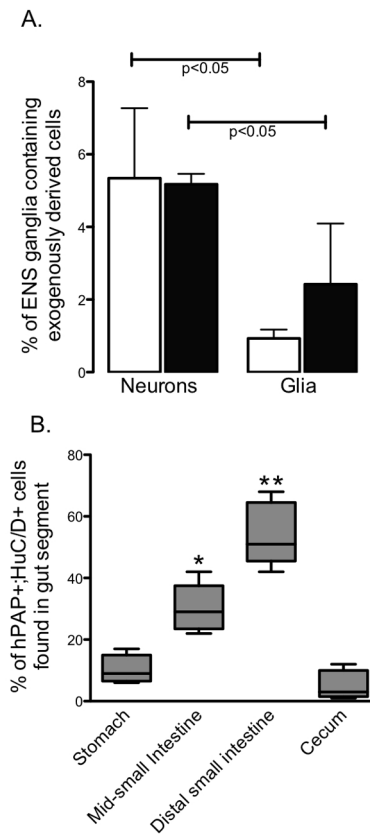 A.
p<0.05
p<0.05
% of ENS ganglia containing
exogenously derived cells
8
6
4
2
0
Neurons
Glia
B.
% of hPAP+;HuC/D+ cells
found in gut segment
80
60
40
20
0
*
**
Stomach
Mid-small Intestine
Distal small intestine
Cecum